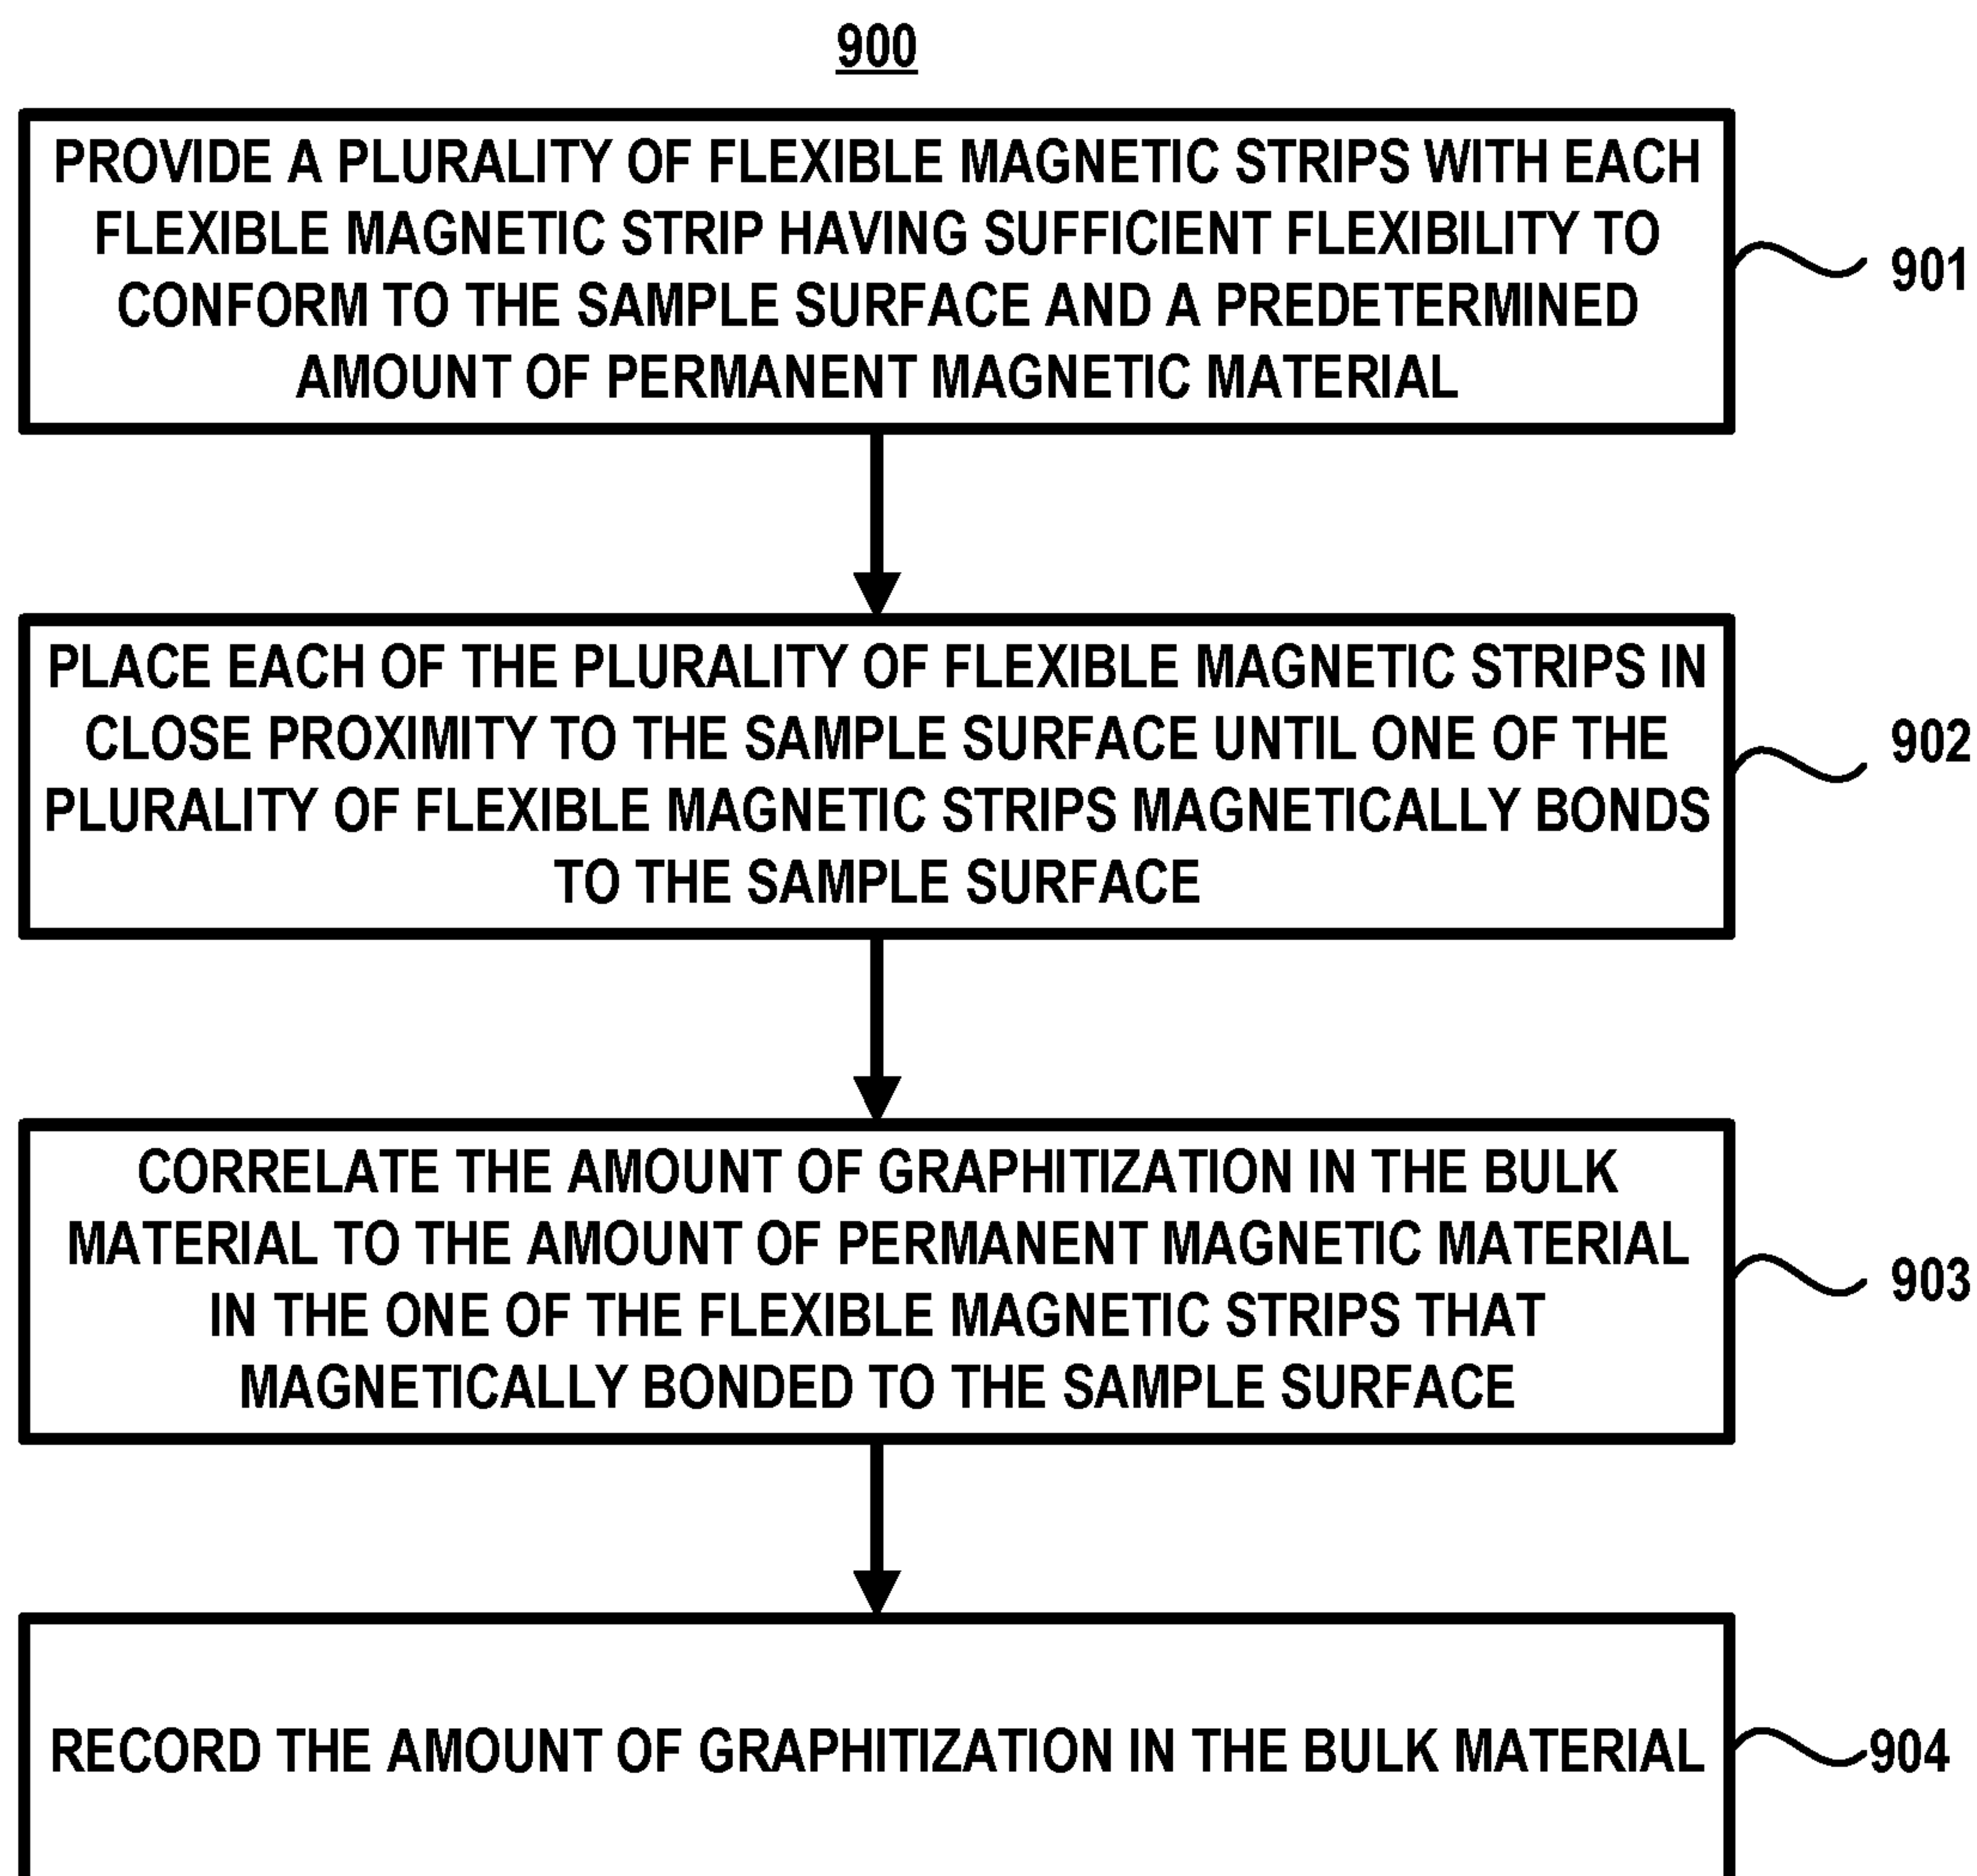 900
PROVIDE A PLURALITY OF FLEXIBLE MAGNETIC STRIPS WITH EACH
FLEXIBLE MAGNETIC STRIP HAVING SUFFICIENT FLEXIBILITY TO
CONFORM TO THE SAMPLE SURFACE AND A PREDETERMINED
AMOUNT OF PERMANENT MAGNETIC MATERIAL
901
PLACE EACH OF THE PLURALITY OF FLEXIBLE MAGNETIC STRIPS IN
CLOSE PROXIMITY TO THE SAMPLE SURFACE UNTIL ONE OF THE
PLURALITY OF FLEXIBLE MAGNETIC STRIPS MAGNETICALLY BONDS
TO THE SAMPLE SURFACE
902
CORRELATE THE AMOUNT OF GRAPHITIZATION IN THE BULK
MATERIAL TO THE AMOUNT OF PERMANENT MAGNETIC MATERIAL
IN THE ONE OF THE FLEXIBLE MAGNETIC STRIPS THAT
MAGNETICALLY BONDED TO THE SAMPLE SURFACE
903
RECORD THE AMOUNT OF GRAPHITIZATION IN THE BULK MATERIAL
904